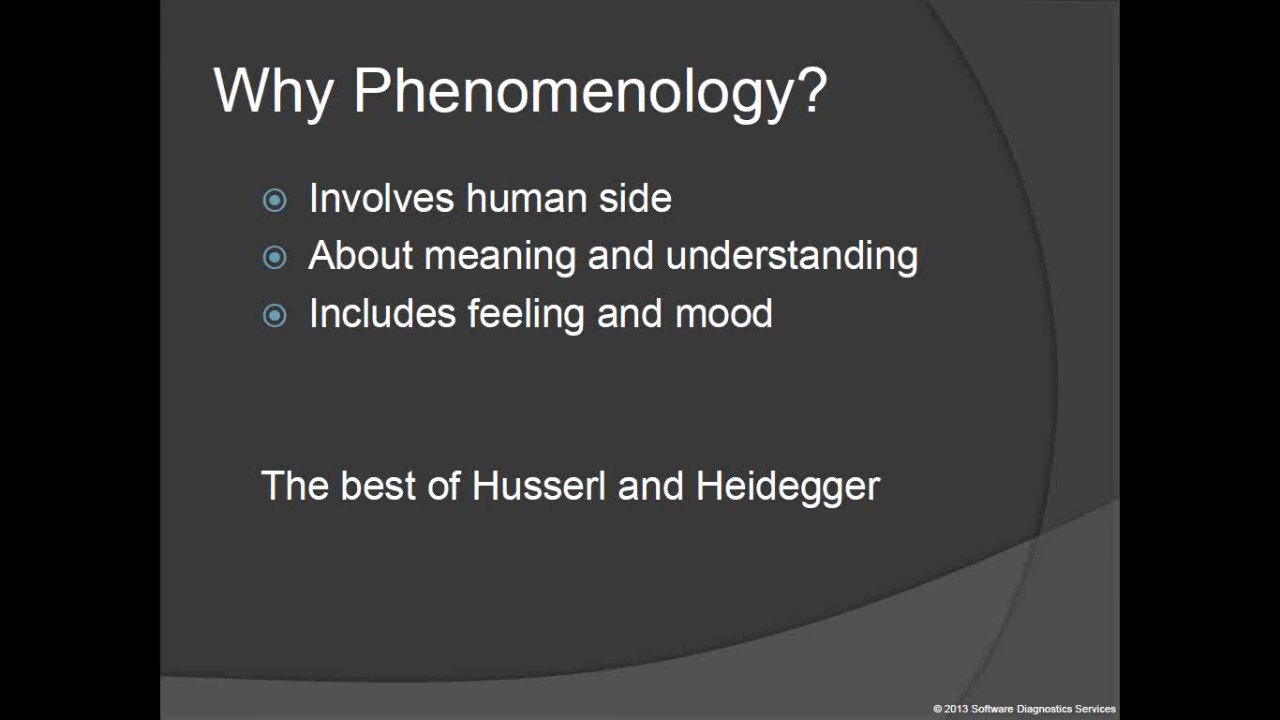 Why Phenomenology?
Involves human side
About meaning and understanding
Includes feeling and mood
The best of Husserl and Heidegger
© 2013 Software Diagnostics Services